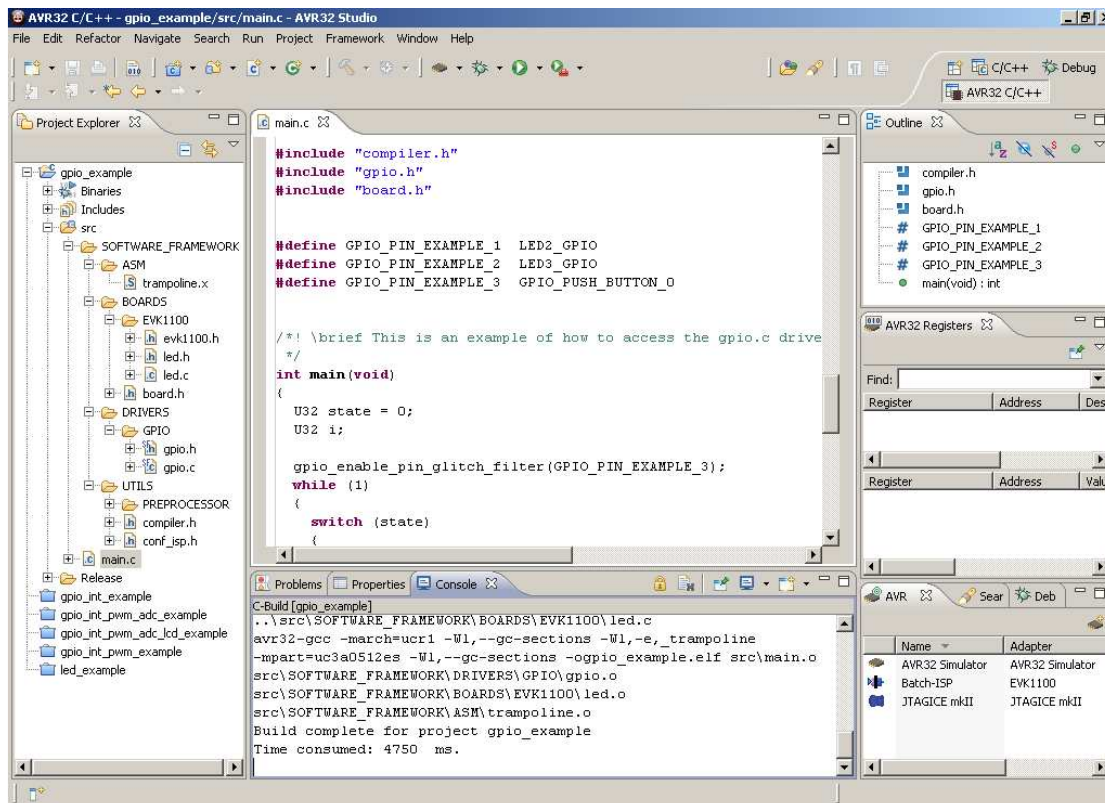 AVR32 C/C++ - gpio_example/src/main.c - AVR32 Studio
File Edit Refactor Navigate Search Run Project Framework Window Help
C/C++ Debug
AVR32 C/C++
Project Explorer
gpio_example
Binaries
Includes
src
SOFTWARE_FRAMEWORK
ASM
trampoline.x
BOARDS
EVK1100
evk1100.h
led.h
led.c
board.h
DRIVERS
GPIO
gpio.h
gpio.c
UTILS
PREPROCESSOR
compiler.h
conf_isp.h
main.c
Release
gpio_int_example
gpio_int_pwm_adc_example
gpio_int_pwm_adc_lcd_example
gpio_int_pwm_example
led_example
main.c
#include "compiler.h"
#include "gpio.h"
#include "board.h"
#define GPIO_PIN_EXAMPLE_1 LED2_GPIO
#define GPIO_PIN_EXAMPLE_2 LED3_GPIO
#define GPIO_PIN_EXAMPLE_3 GPIO_PUSH_BUTTON_0
/*! \brief This is an example of how to access the gpio.c drive
*/
int main(void)
{
U32 state = 0;
U32 i;
gpio_enable_pin_glitch_filter(GPIO_PIN_EXAMPLE_3);
while (1)
{
switch (state)
{
Problems Properties Console
C-Build [gpio_example]
..\src\SOFTWARE_FRAMEWORK\BOARDS\EVK1100\led.c
avr32-gcc -march=ucr1 -Wl,--gc-sections -Wl,-e,_trampoline
-mpart=uc3a0512es -Wl,--gc-sections -ogpio_example.elf src\main.o
src\SOFTWARE_FRAMEWORK\DRIVERS\GPIO\gpio.o
src\SOFTWARE_FRAMEWORK\BOARDS\EVK1100\led.o
src\SOFTWARE_FRAMEWORK\ASM\trampoline.o
Build complete for project gpio_example
Time consumed: 4750 ms.
Outline
compiler.h
gpio.h
board.h
GPIO_PIN_EXAMPLE_1
GPIO_PIN_EXAMPLE_2
GPIO_PIN_EXAMPLE_3
main(void) : int
AVR32 Registers
Find:
Register Address Des
Register Address Valu
AVR Sear Deb
Name Adapter
AVR32 Simulator AVR32 Simulator
Batch-ISP EVK1100
JTAGICE mkII JTAGICE mkII